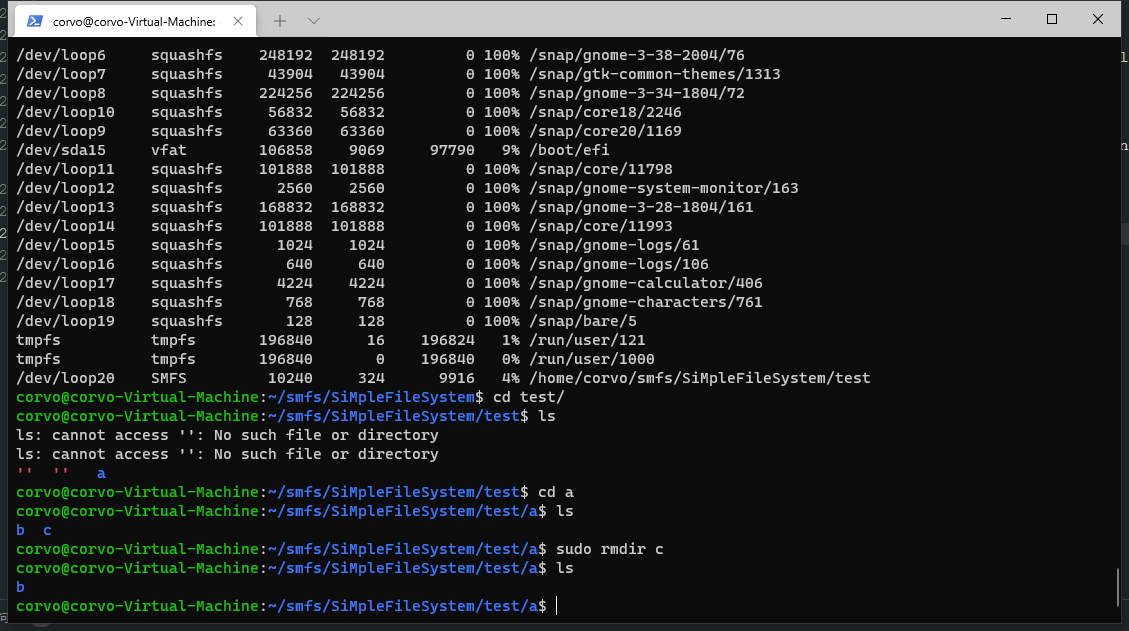 corvo@corvo-Virtual-Machine:
/dev/loop6 squashfs 248192 248192 0 100% /snap/gnome-3-38-2004/76
/dev/loop7 squashfs 43904 43904 0 100% /snap/gtk-common-themes/1313
/dev/loop8 squashfs 224256 224256 0 100% /snap/gnome-3-34-1804/72
/dev/loop10 squashfs 56832 56832 0 100% /snap/core18/2246
/dev/loop9 squashfs 63360 63360 0 100% /snap/core20/1169
/dev/sda15 vfat 106858 9069 97790 9% /boot/efi
/dev/loop11 squashfs 101888 101888 0 100% /snap/core/11798
/dev/loop12 squashfs 2560 2560 0 100% /snap/gnome-system-monitor/163
/dev/loop13 squashfs 168832 168832 0 100% /snap/gnome-3-28-1804/161
/dev/loop14 squashfs 101888 101888 0 100% /snap/core/11993
/dev/loop15 squashfs 1024 1024 0 100% /snap/gnome-logs/61
/dev/loop16 squashfs 640 640 0 100% /snap/gnome-logs/106
/dev/loop17 squashfs 4224 4224 0 100% /snap/gnome-calculator/406
/dev/loop18 squashfs 768 768 0 100% /snap/gnome-characters/761
/dev/loop19 squashfs 128 128 0 100% /snap/bare/5
tmpfs tmpfs 196840 16 196824 1% /run/user/121
tmpfs tmpfs 196840 0 196840 0% /run/user/1000
/dev/loop20 SMFS 10240 324 9916 4% /home/corvo/smfs/SiMpleFileSystem/test
corvo@corvo-Virtual-Machine:~/smfs/SiMpleFileSystem$ cd test/
corvo@corvo-Virtual-Machine:~/smfs/SiMpleFileSystem/test$ ls
ls: cannot access '': No such file or directory
ls: cannot access '': No such file or directory
'' '' a
corvo@corvo-Virtual-Machine:~/smfs/SiMpleFileSystem/test$ cd a
corvo@corvo-Virtual-Machine:~/smfs/SiMpleFileSystem/test/a$ ls
b c
corvo@corvo-Virtual-Machine:~/smfs/SiMpleFileSystem/test/a$ sudo rmdir c
corvo@corvo-Virtual-Machine:~/smfs/SiMpleFileSystem/test/a$ ls
b
corvo@corvo-Virtual-Machine:~/smfs/SiMpleFileSystem/test/a$